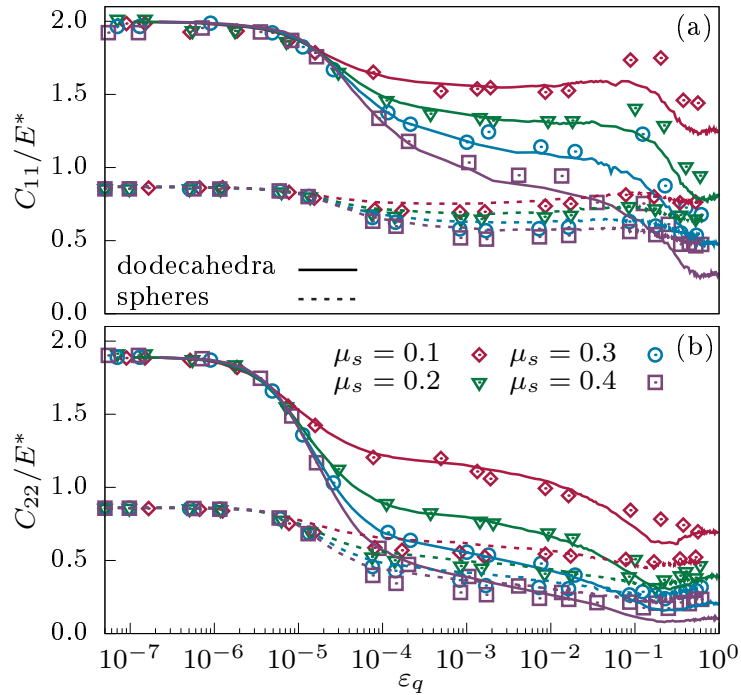 (a)
2.0
1.5
1.0
0.5
0.0
C₁₁/E*
dodecahedra
spheres
(b)
2.0
1.5
1.0
0.5
0.0
C₂₂/E*
μₛ = 0.1 μₛ = 0.3
μₛ = 0.2 μₛ = 0.4
10⁻⁷ 10⁻⁶ 10⁻⁵ 10⁻⁴ 10⁻³ 10⁻² 10⁻¹ 10⁰
ε_q